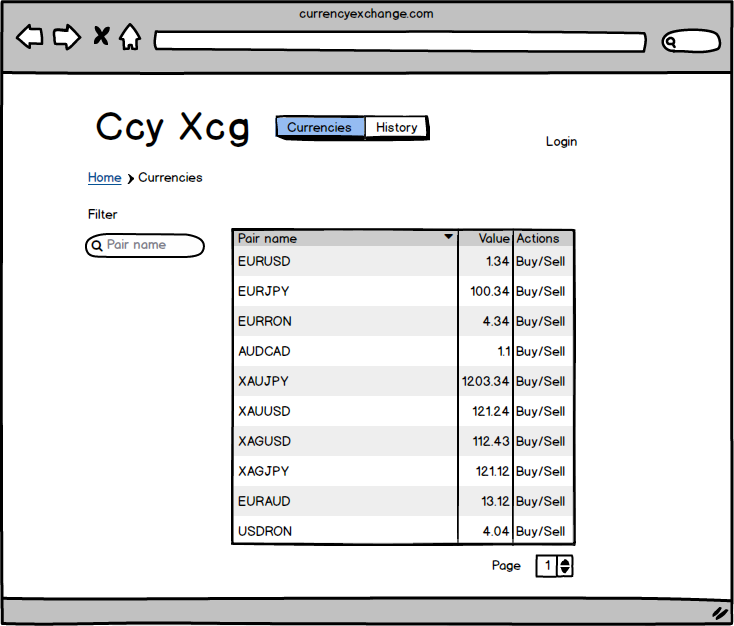 currencyexchange.com
Ccy Xcg
Currencies History
Login
Home Currencies
Filter
Pair name
Pair name Value Actions
EURUSD 1.34 Buy/Sell
EURJPY 100.34 Buy/Sell
EURRON 4.34 Buy/Sell
AUDCAD 1.1 Buy/Sell
XAUJPY 1203.34 Buy/Sell
XAUUSD 121.24 Buy/Sell
XAGUSD 112.43 Buy/Sell
XAGJPY 121.12 Buy/Sell
EURAUD 13.12 Buy/Sell
USDRON 4.04 Buy/Sell
Page 1